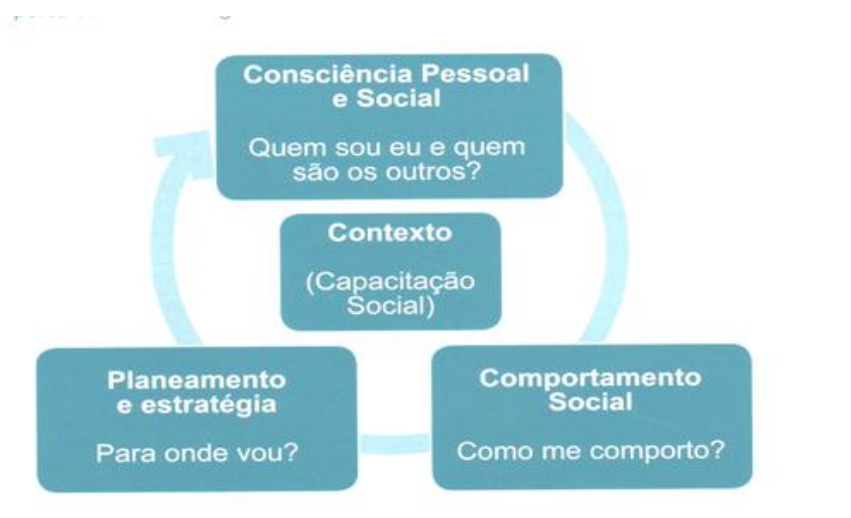 Consciência Pessoal
e Social
Quem sou eu e quem
são os outros?
Contexto
(Capacitação
Social)
Planeamento
e estratégia
Para onde vou?
Comportamento
Social
Como me comporto?